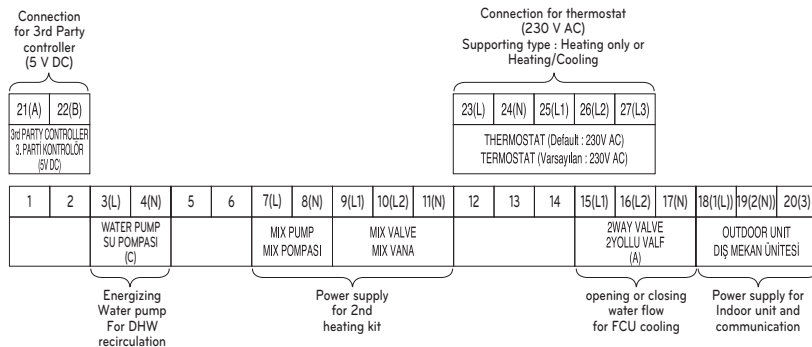 Connection
for 3rd Party
controller
(5 V DC)
Connection for thermostat
(230 V AC)
Supporting type : Heating only or
Heating/Cooling
21(A) 22(B)
3rd PARTY CONTROLLER
3. PARTİ KONTROLÖR
(5V DC)
23(L) 24(N) 25(L1) 26(L2) 27(L3)
THERMOSTAT (Default : 230V AC)
TERMOSTAT (Varsayılan : 230V AC)
1 2 3(L) 4(N) 5 6 7(L) 8(N) 9(L1) 10(L2) 11(N) 12 13 14 15(L1) 16(L2) 17(N) 18(1(L)) 19(2(N)) 20(3)
WATER PUMP
SU POMPASI
(C)
MIX PUMP
MIX POMPASI
MIX VALVE
MIX VANA
2WAY VALVE
2YOLLU VALF
(A)
OUTDOOR UNIT
DIŞ MEKAN ÜNİTESİ
Energizing
Water pump
For DHW
recirculation
Power supply
for 2nd
heating kit
opening or closing
water flow
for FCU cooling
Power supply for
Indoor unit and
communication